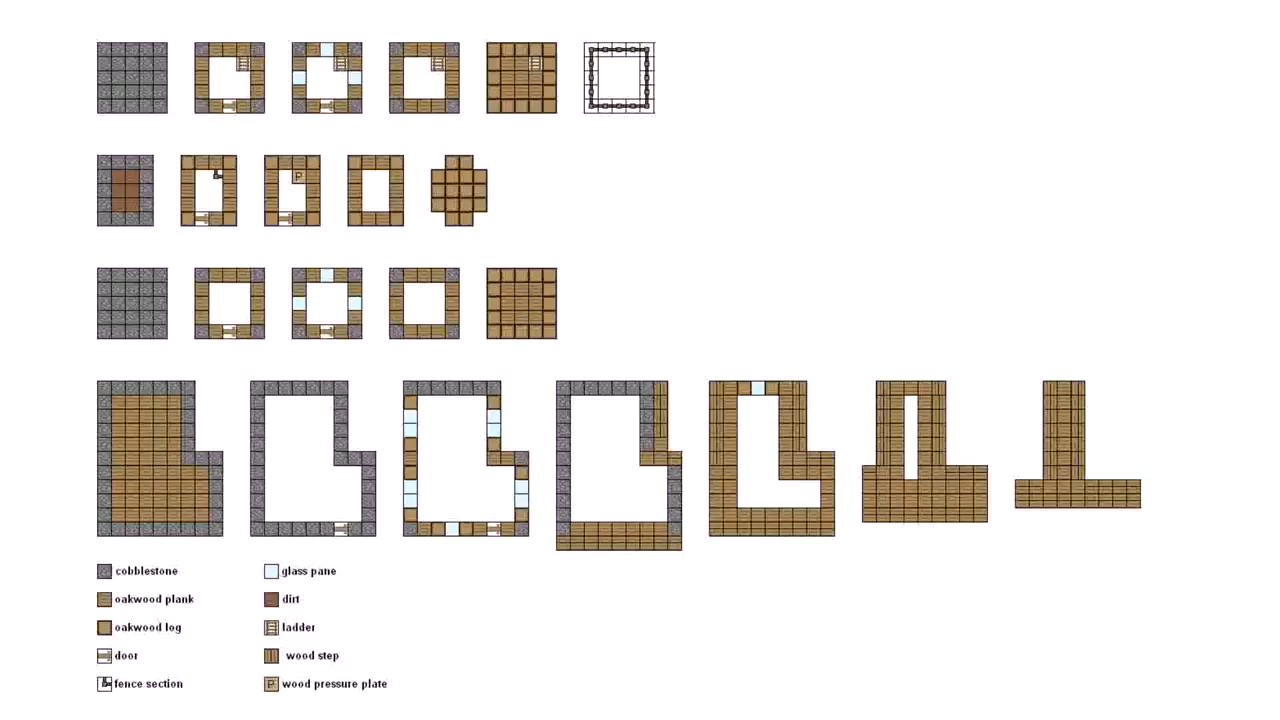 P
cobblestone
glass pane
oakwood plank
dirt
oakwood log
ladder
door
wood step
fence section
P wood pressure plate